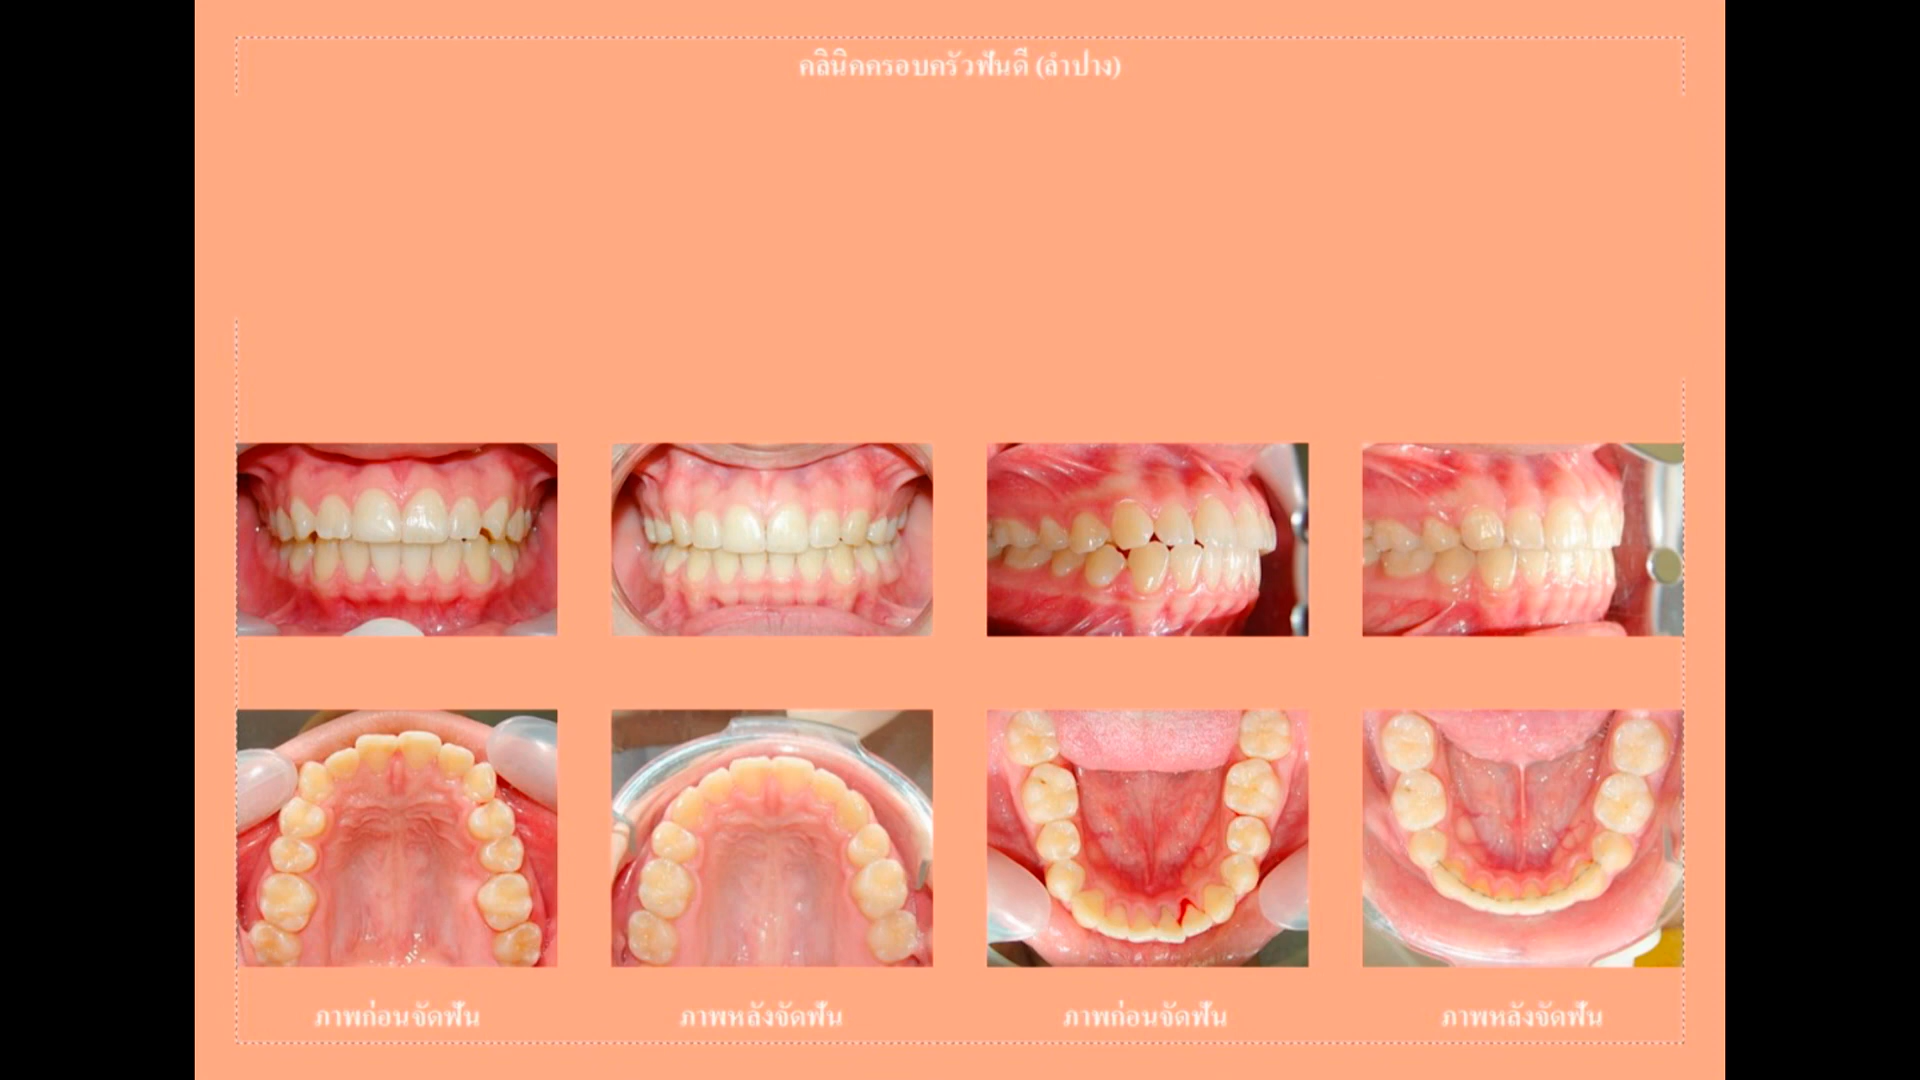 คลินิคครอบครัวฟันดี (ลำปาง)
ภาพก่อนจัดฟัน
ภาพหลังจัดฟัน
ภาพก่อนจัดฟัน
ภาพหลังจัดฟัน